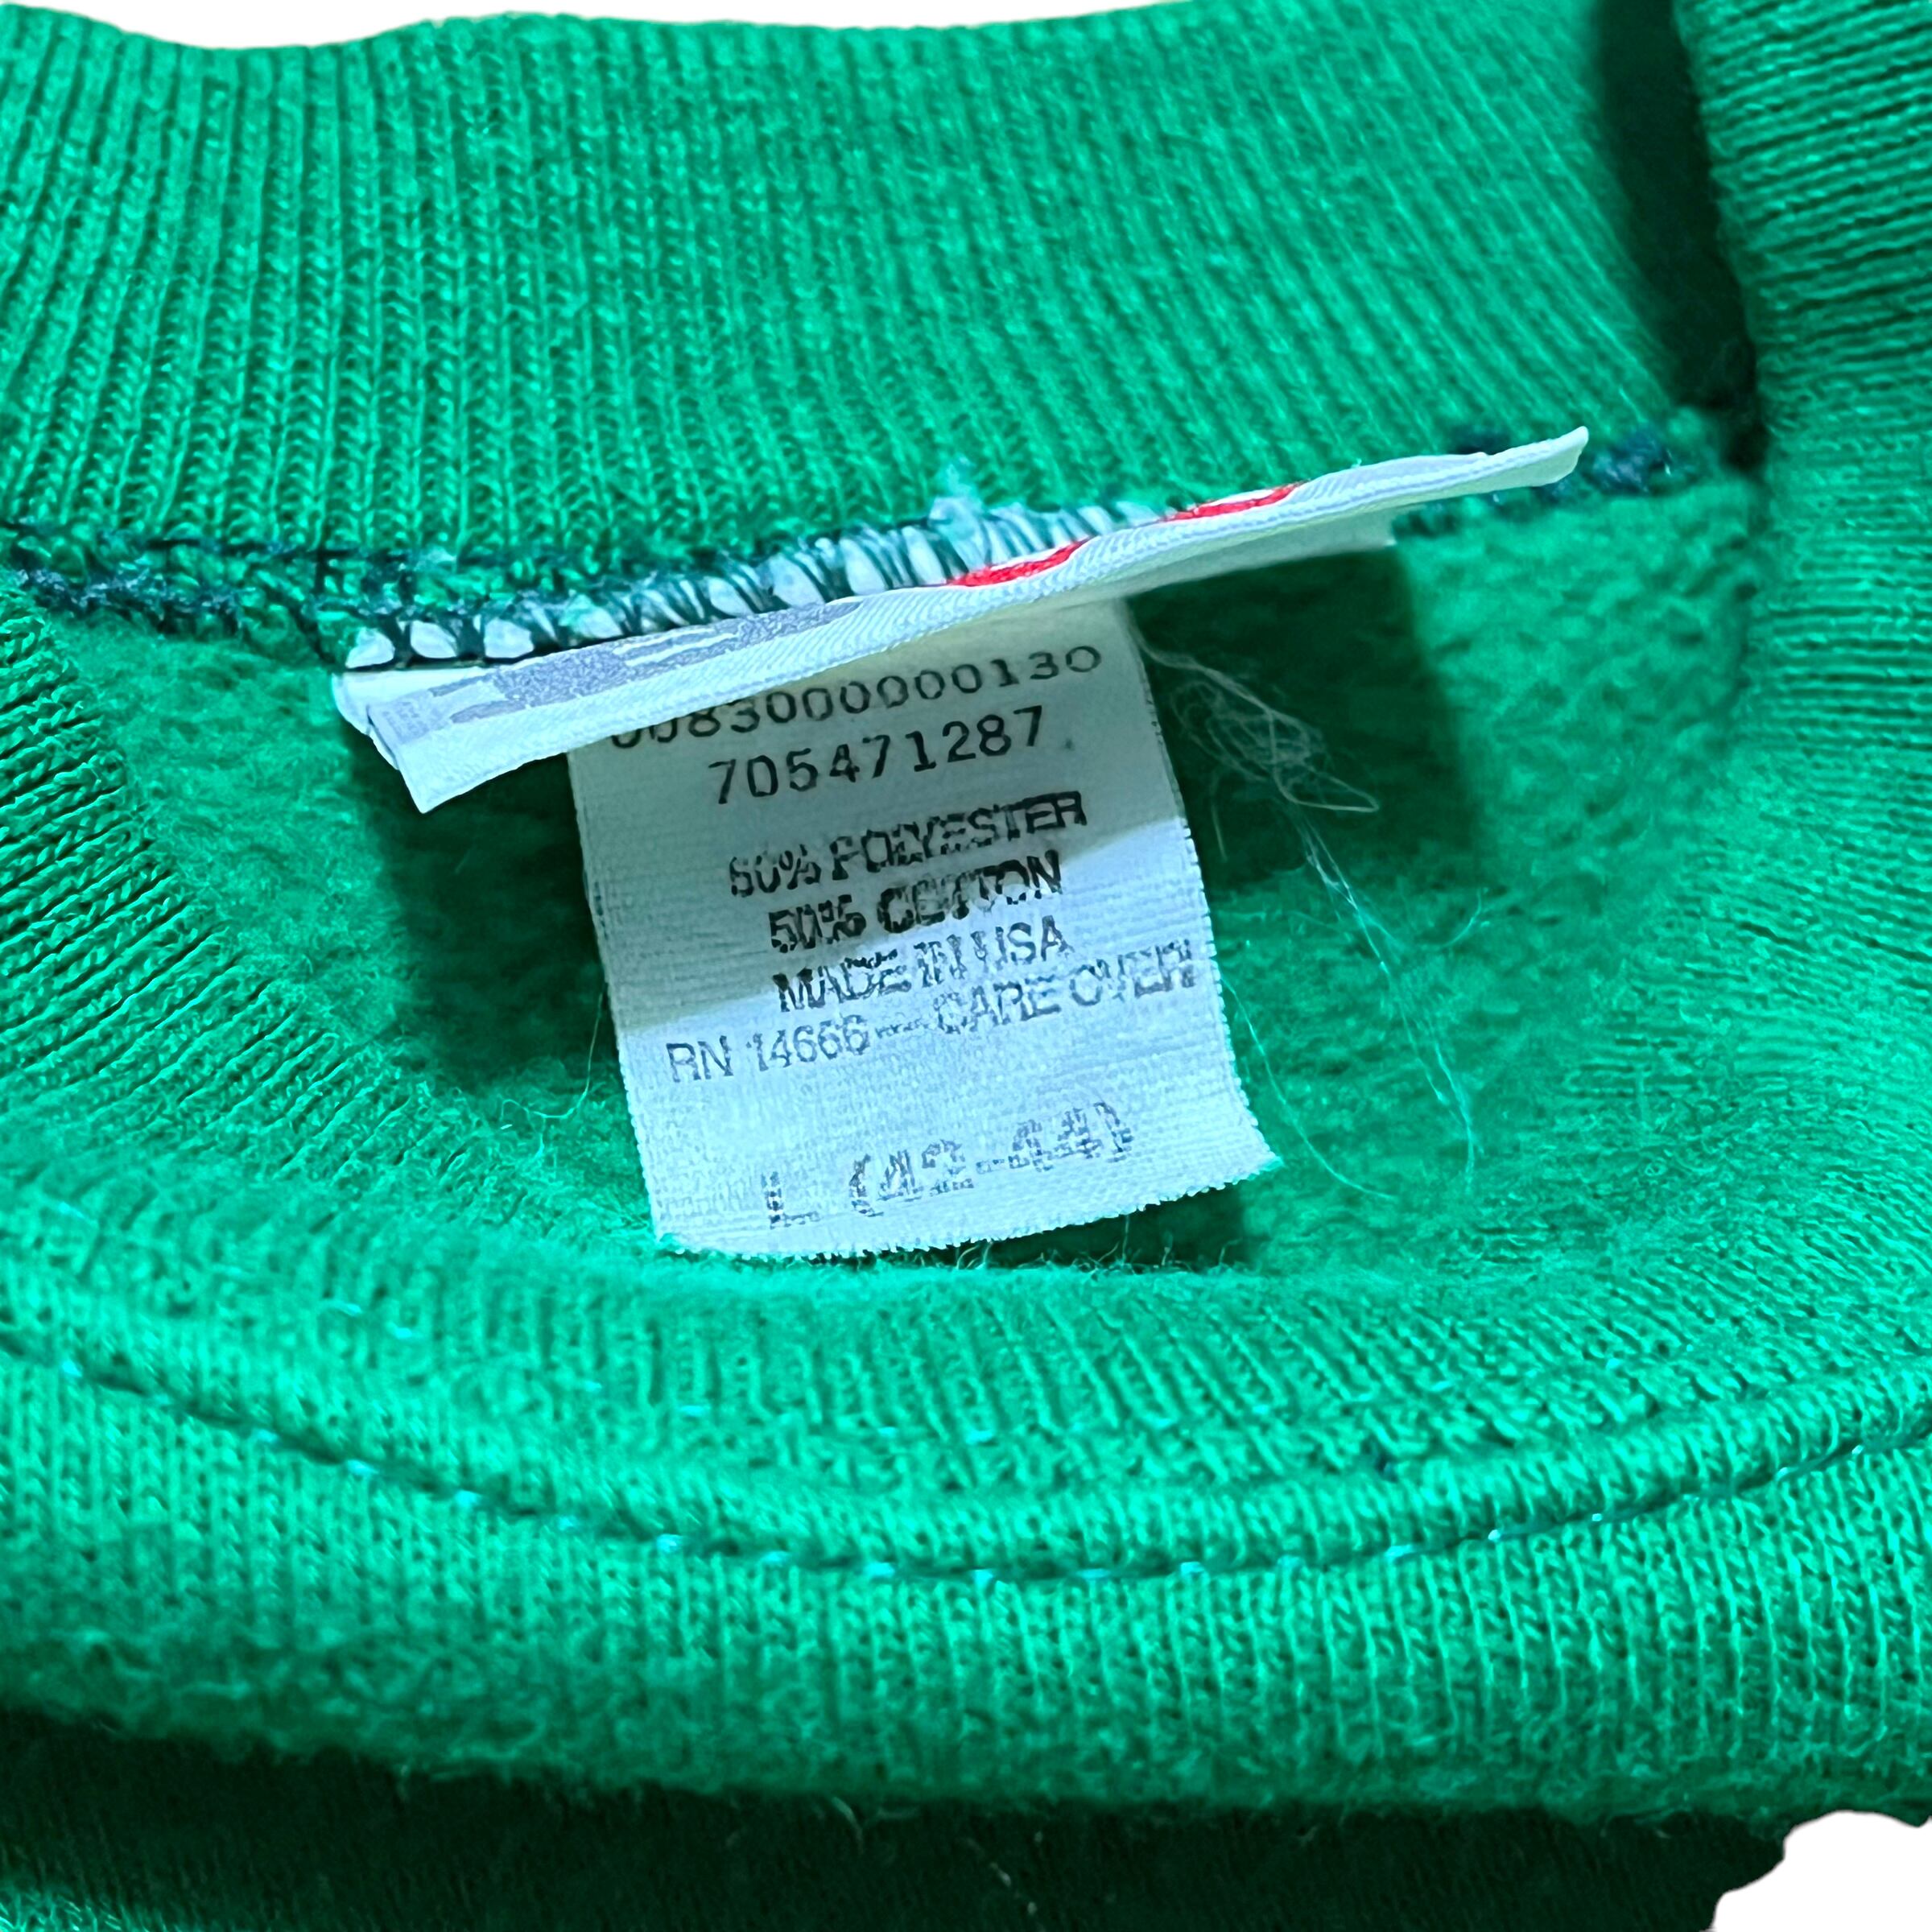 0083000000130
705471287
50% POLYESTER
50% COTTON
MADE IN USA
RN 14666 CARE OVER
L (42-44)